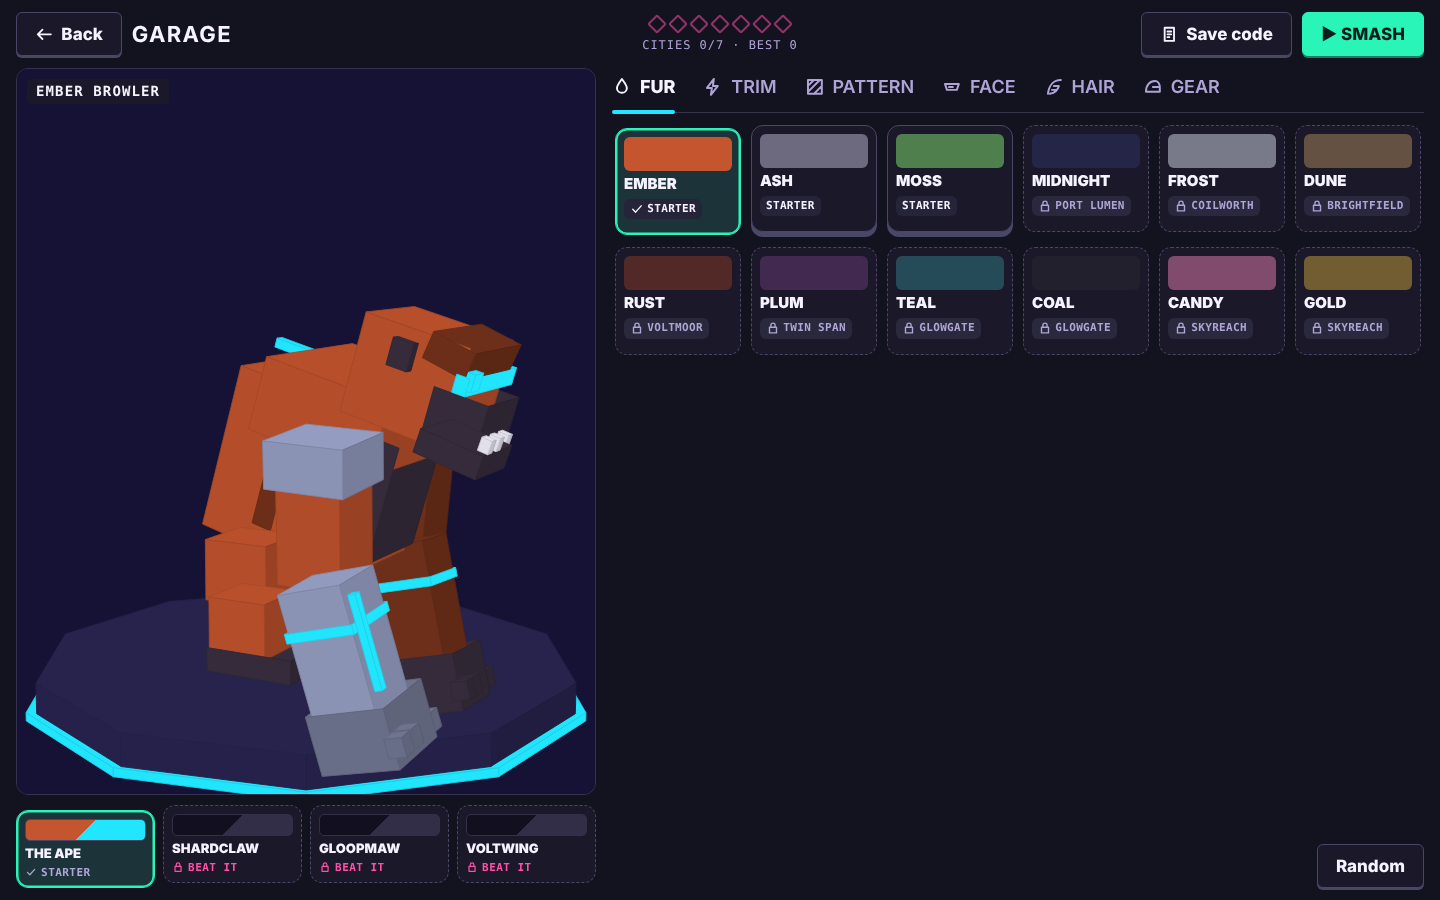 Back
GARAGE
CITIES 0/7 · BEST 0
Save code
SMASH
EMBER BROWLER
FUR
TRIM
PATTERN
FACE
HAIR
GEAR
EMBER
STARTER
ASH
STARTER
MOSS
STARTER
MIDNIGHT
PORT LUMEN
FROST
COILWORTH
DUNE
BRIGHTFIELD
RUST
VOLTMOOR
PLUM
TWIN SPAN
TEAL
GLOWGATE
COAL
GLOWGATE
CANDY
SKYREACH
GOLD
SKYREACH
THE APE
STARTER
SHARDCLAW
BEAT IT
GLOOPMAW
BEAT IT
VOLTWING
BEAT IT
Random